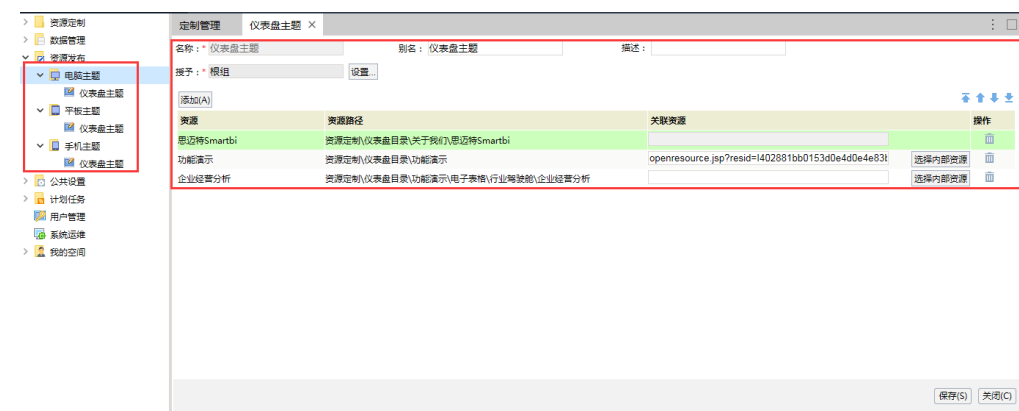 资源定制
数据管理
资源发布
电脑主题
仪表盘主题
平板主题
仪表盘主题
手机主题
仪表盘主题
公共设置
计划任务
用户管理
系统运维
我的空间
定制管理 仪表盘主题 ×
名称：* 仪表盘主题 别名： 仪表盘主题 描述：
授予：* 根组 设置...
添加(A)
资源 资源路径 关联资源 操作
思迈特Smartbi 资源定制\仪表盘目录\关于我们\思迈特Smartbi
功能演示 资源定制\仪表盘目录\功能演示 openresource.jsp?resid=I402881bb0153d0e4d0e4e83b 选择内部资源
企业经营分析 资源定制\仪表盘目录\功能演示\电子表格\行业驾驶舱\企业经营分析 选择内部资源
保存(S) 关闭(C)